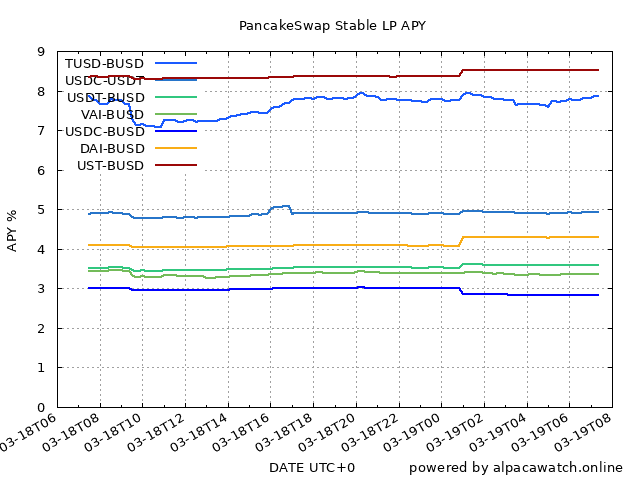 PancakeSwap Stable LP APY
9
8
7
6
5
4
3
2
1
0
APY %
TUSD-BUSD
USDC-USDT
USDT-BUSD
VAI-BUSD
USDC-BUSD
DAI-BUSD
UST-BUSD
03-18T06
03-18T08
03-18T10
03-18T12
03-18T14
03-18T16
03-18T18
03-18T20
03-18T22
03-19T00
03-19T02
03-19T04
03-19T06
03-19T08
DATE UTC+0
powered by alpacawatch.online